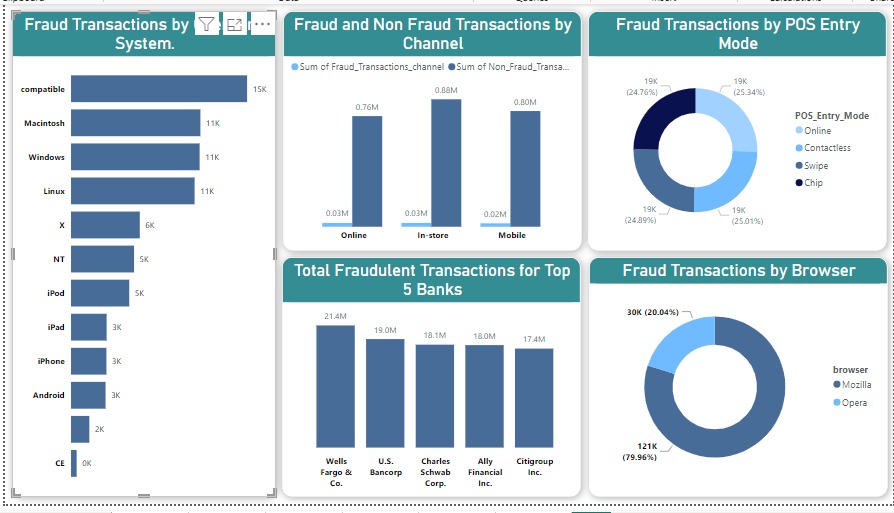 Fraud Transactions by
System.
compatible
15K
Macintosh
11K
Windows
11K
Linux
11K
X
6K
NT
5K
iPod
5K
iPad
3K
iPhone
3K
Android
3K
2K
CE
0K
Fraud and Non Fraud Transactions by
Channel
Sum of Fraud_Transactions_channel Sum of Non_Fraud_Transa...
0.03M
0.76M
0.03M
0.88M
0.02M
0.80M
Online
In-store
Mobile
Fraud Transactions by POS Entry
Mode
19K
(24.76%)
19K
(25.34%)
19K
(24.89%)
19K
(25.01%)
POS_Entry_Mode
Online
Contactless
Swipe
Chip
Total Fraudulent Transactions for Top
5 Banks
21.4M
19.0M
18.1M
18.0M
17.4M
Wells
Fargo &
Co.
U.S.
Bancorp
Charles
Schwab
Corp.
Ally
Financial
Inc.
Citigroup
Inc.
Fraud Transactions by Browser
30K (20.04%)
121K
(79.96%)
browser
Mozilla
Opera